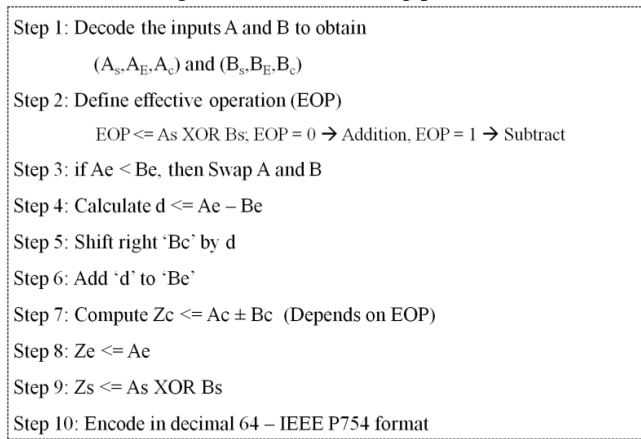 Step 1: Decode the inputs A and B to obtain
(As,AE,Ac) and (Bs,BE,Bc)
Step 2: Define effective operation (EOP)
EOP <= As XOR Bs; EOP = 0 → Addition, EOP = 1 → Subtract
Step 3: if Ae < Be, then Swap A and B
Step 4: Calculate d <= Ae – Be
Step 5: Shift right ‘Bc’ by d
Step 6: Add ‘d’ to ‘Be’
Step 7: Compute Zc <= Ac ± Bc (Depends on EOP)
Step 8: Ze <= Ae
Step 9: Zs <= As XOR Bs
Step 10: Encode in decimal 64 – IEEE P754 format